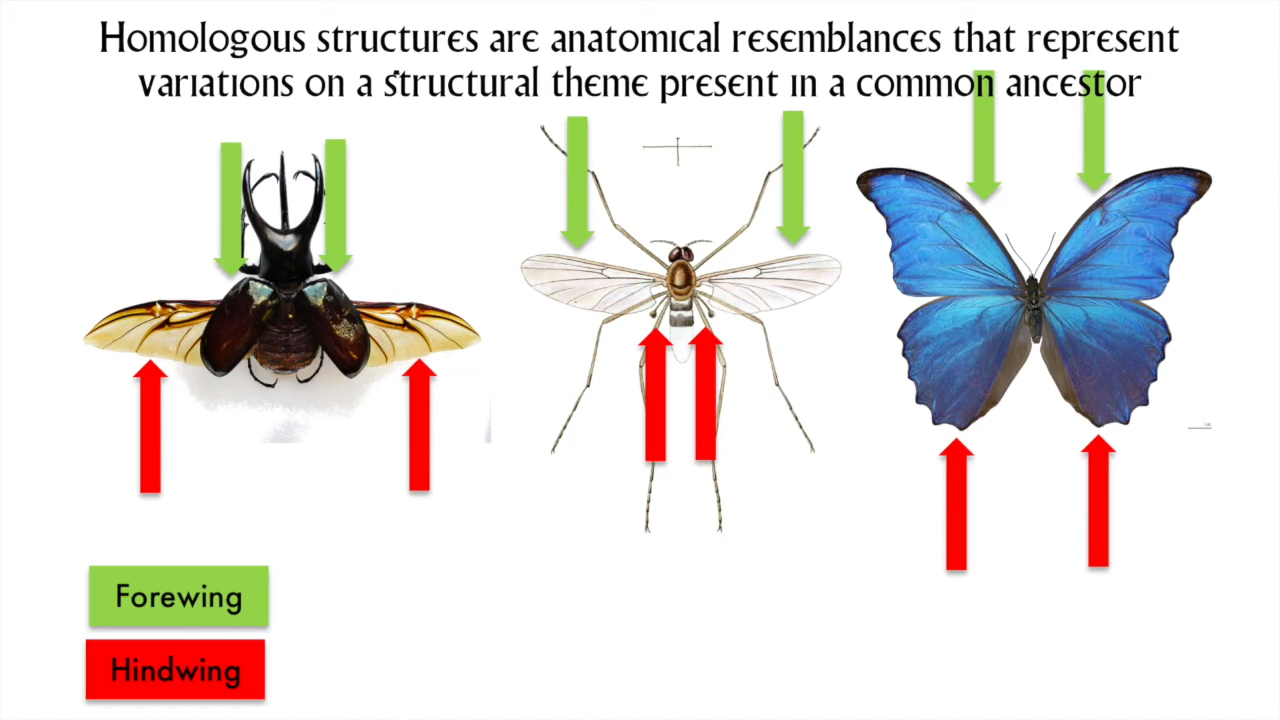 Homologous structures are anatomical resemblances that represent
variations on a structural theme present in a common ancestor
Forewing
Hindwing